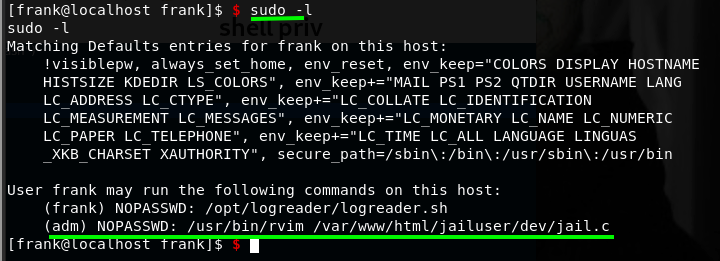 [frank@localhost frank]$ $ sudo -l
shell priv
sudo -l
Matching Defaults entries for frank on this host:
!visiblepw, always_set_home, env_reset, env_keep="COLORS DISPLAY HOSTNAME
HISTSIZE KDEDIR LS_COLORS", env_keep+="MAIL PS1 PS2 QTDIR USERNAME LANG
LC_ADDRESS LC_CTYPE", env_keep+="LC_COLLATE LC_IDENTIFICATION
LC_MEASUREMENT LC_MESSAGES", env_keep+="LC_MONETARY LC_NAME LC_NUMERIC
LC_PAPER LC_TELEPHONE", env_keep+="LC_TIME LC_ALL LANGUAGE LINGUAS
_XKB_CHARSET XAUTHORITY", secure_path=/sbin\:/bin\:/usr/sbin\:/usr/bin
User frank may run the following commands on this host:
(frank) NOPASSWD: /opt/logreader/logreader.sh
(adm) NOPASSWD: /usr/bin/rvim /var/www/html/jailuser/dev/jail.c
[frank@localhost frank]$ $